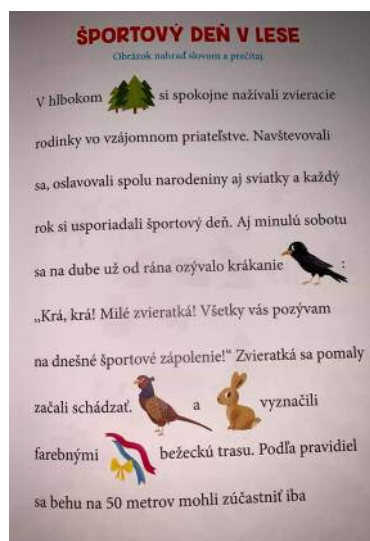 ŠPORTOVÝ DEŇ V LESE
Obrázok nahraď slovom a prečítaj.
V hlbokom si spokojne nažívali zvieracie
rodinky vo vzájomnom priateľstve. Navštevovali
sa, oslavovali spolu narodeniny aj sviatky a každý
rok si usporiadali športový deň. Aj minulú sobotu
sa na dube už od rána ozývalo krákanie :
„Krá, krá! Milé zvieratká! Všetky vás pozývam
na dnešné športové zápolenie!“ Zvieratká sa pomaly
začali schádzať. a vyznačili
farebnými bežeckú trasu. Podľa pravidiel
sa behu na 50 metrov mohli zúčastniť iba